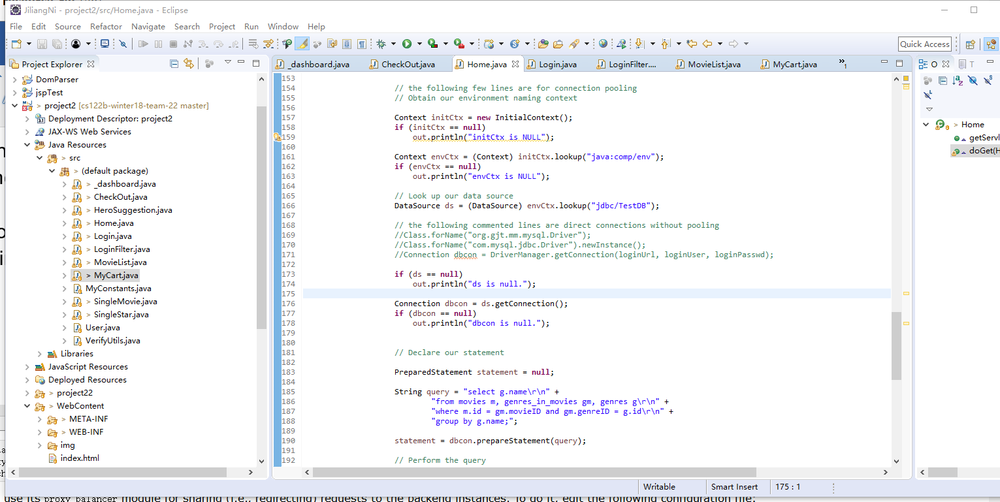 JiliangNi - project2/src/Home.java - Eclipse
File Edit Source Refactor Navigate Search Project Run Window Help
Quick Access
Project Explorer
DomParser
jspTest
> project2 [cs122b-winter18-team-22 master]
Deployment Descriptor: project2
JAX-WS Web Services
Java Resources
> src
> (default package)
> _dashboard.java
> CheckOut.java
> HeroSuggestion.java
> Home.java
> Login.java
> LoginFilter.java
> MovieList.java
> MyCart.java
MyConstants.java
> SingleMovie.java
> SingleStar.java
User.java
VerifyUtils.java
Libraries
JavaScript Resources
Deployed Resources
> project22
> WebContent
> META-INF
> WEB-INF
img
index.html
_dashboard.java CheckOut.java Home.java Login.java LoginFilter.... MovieList.java MyCart.java »1
153
154 // the following few lines are for connection pooling
155 // Obtain our environment naming context
156
157 Context initCtx = new InitialContext();
158 if (initCtx == null)
159 out.println("initCtx is NULL");
160
161 Context envCtx = (Context) initCtx.lookup("java:comp/env");
162 if (envCtx == null)
163 out.println("envCtx is NULL");
164
165 // Look up our data source
166 DataSource ds = (DataSource) envCtx.lookup("jdbc/TestDB");
167
168 // the following commented lines are direct connections without pooling
169 //Class.forName("org.gjt.mm.mysql.Driver");
170 //Class.forName("com.mysql.jdbc.Driver").newInstance();
171 //Connection dbcon = DriverManager.getConnection(loginUrl, loginUser, loginPasswd);
172
173 if (ds == null)
174 out.println("ds is null.");
175
176 Connection dbcon = ds.getConnection();
177 if (dbcon == null)
178 out.println("dbcon is null.");
179
180
181 // Declare our statement
182
183 PreparedStatement statement = null;
184
185 String query = "select g.name\r\n" +
186 "from movies m, genres_in_movies gm, genres g\r\n" +
187 "where m.id = gm.movieID and gm.genreID = g.id\r\n" +
188 "group by g.name;";
189
190 statement = dbcon.prepareStatement(query);
191
192 // Perform the query
O T
> Home
getServl
doGet(H
Writable Smart Insert 175 : 1
use its proxy_balancer module for sharing (i.e., redirecting) requests to the backend instances. To do it, edit the following configuration file: